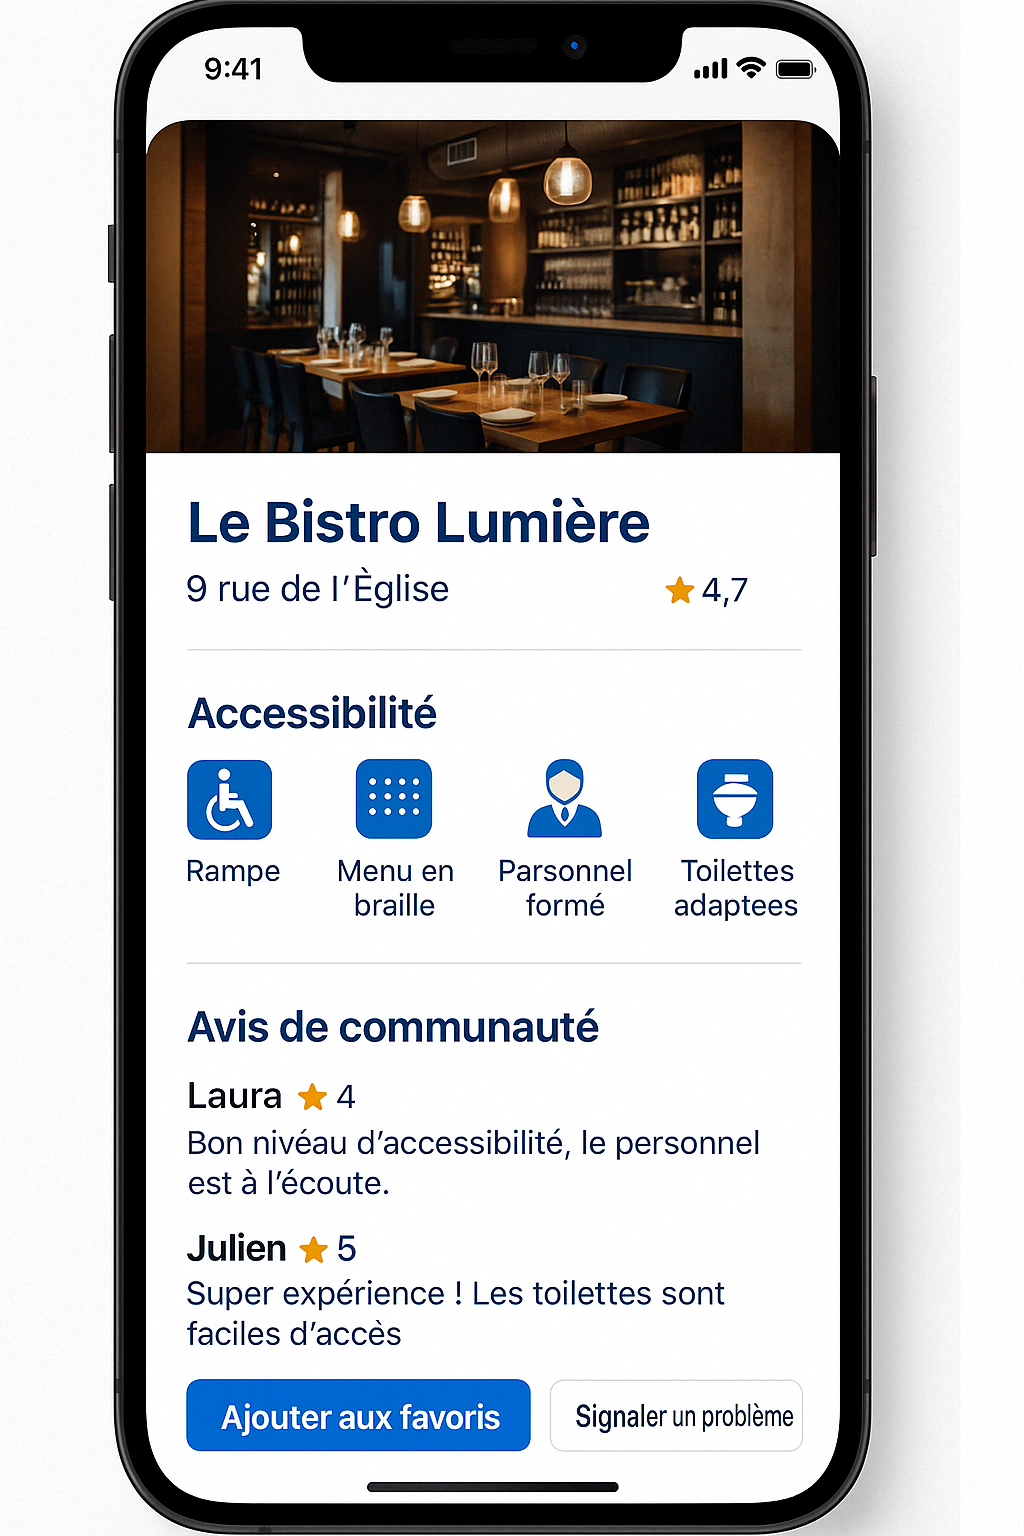 9:41
Le Bistro Lumière
9 rue de l’Èglise
4,7
Accessibilité
Rampe
Menu en
braille
Parsonnel
formé
Toilettes
adaptees
Avis de communauté
Laura 4
Bon nivéau d’accessibilité, le personnel
est à l’écoute.
Julien 5
Super expérience ! Les toilettes sont
faciles d’accès
Ajouter aux favoris
Signaler un problème